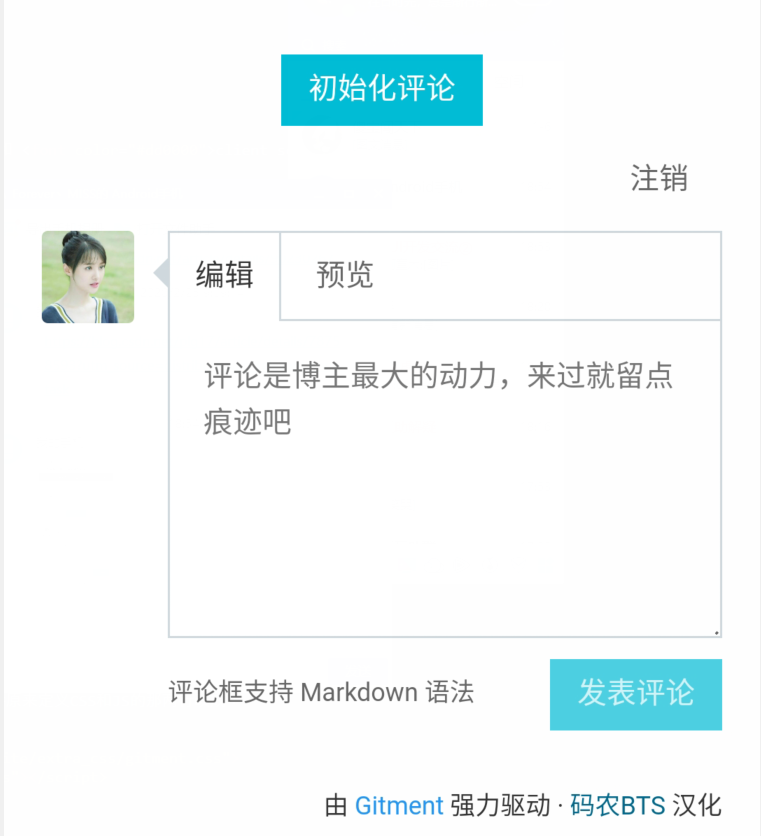 初始化评论
注销
编辑 预览
评论是博主最大的动力，来过就留点
痕迹吧
评论框支持 Markdown 语法 发表评论
由 Gitment 强力驱动 · 码农BTS 汉化